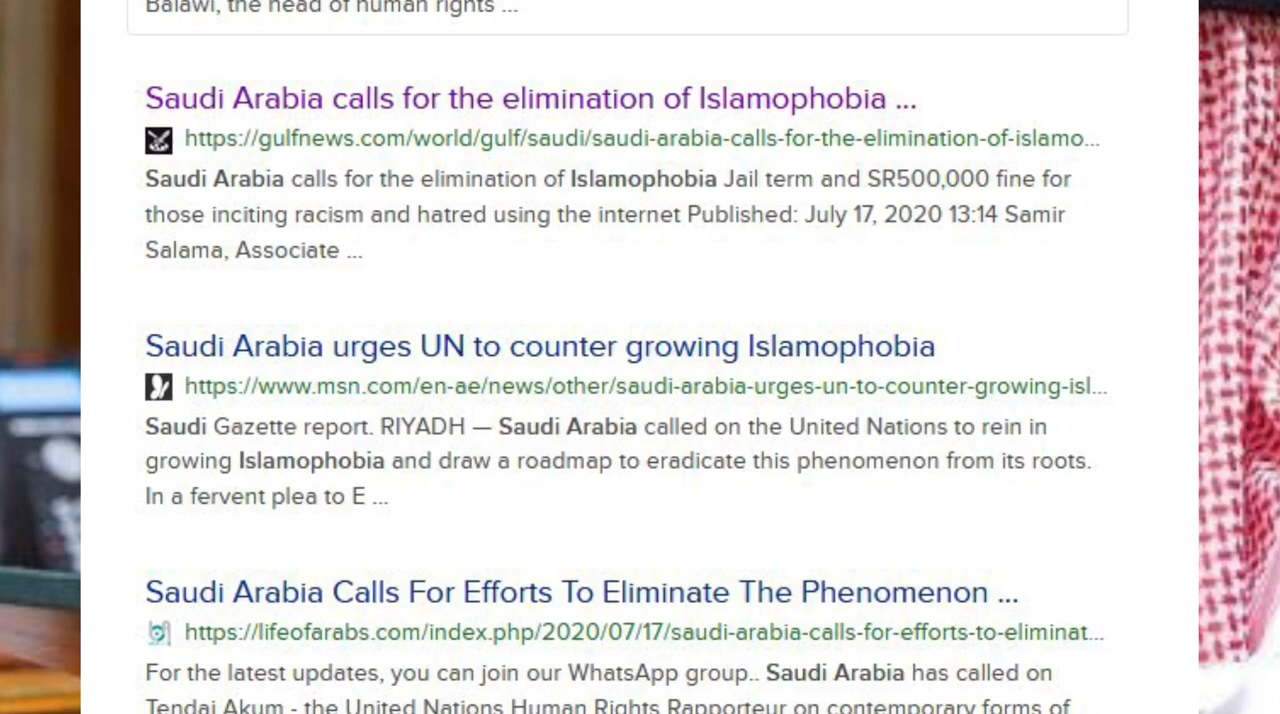 Balawi, the head of human rights ...
Saudi Arabia calls for the elimination of Islamophobia ...
https://gulfnews.com/world/gulf/saudi/saudi-arabia-calls-for-the-elimination-of-islamo...
Saudi Arabia calls for the elimination of Islamophobia Jail term and SR500,000 fine for
those inciting racism and hatred using the internet Published: July 17, 2020 13:14 Samir
Salama, Associate ...
Saudi Arabia urges UN to counter growing Islamophobia
https://www.msn.com/en-ae/news/other/saudi-arabia-urges-un-to-counter-growing-isl...
Saudi Gazette report. RIYADH — Saudi Arabia called on the United Nations to rein in
growing Islamophobia and draw a roadmap to eradicate this phenomenon from its roots.
In a fervent plea to E ...
Saudi Arabia Calls For Efforts To Eliminate The Phenomenon ...
https://lifeofarabs.com/index.php/2020/07/17/saudi-arabia-calls-for-efforts-to-eliminat...
For the latest updates, you can join our WhatsApp group.. Saudi Arabia has called on
Tendai Akum - the United Nations Human Rights Rapporteur on contemporary forms of